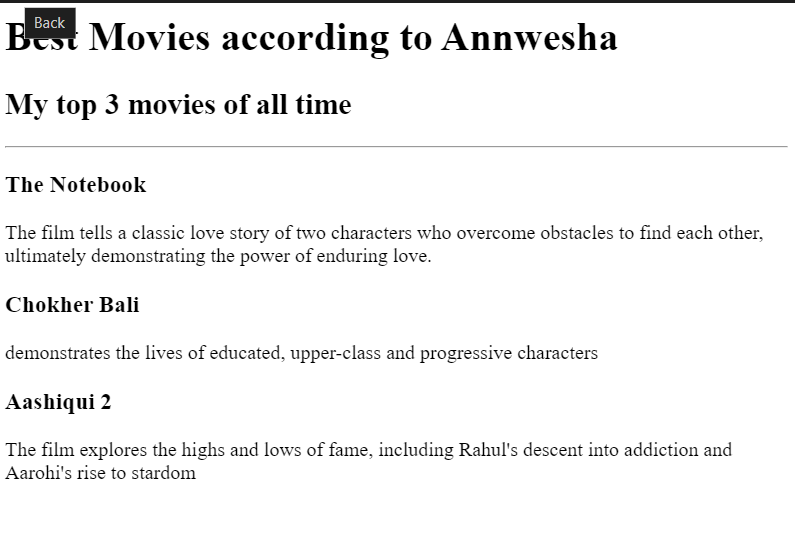 Back
Best Movies according to Annwesha
My top 3 movies of all time
The Notebook
The film tells a classic love story of two characters who overcome obstacles to find each other,
ultimately demonstrating the power of enduring love.
Chokher Bali
demonstrates the lives of educated, upper-class and progressive characters
Aashiqui 2
The film explores the highs and lows of fame, including Rahul's descent into addiction and
Aarohi's rise to stardom